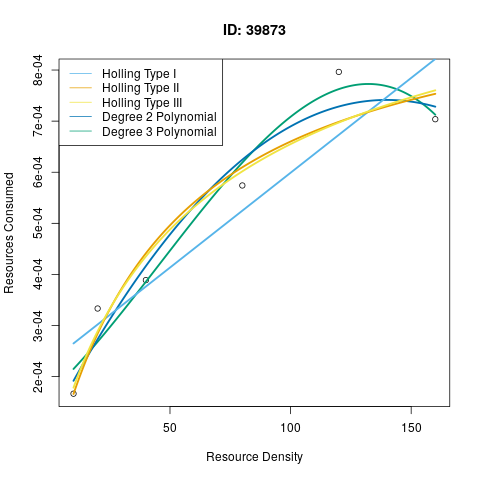 ID: 39873
Holling Type I
Holling Type II
Holling Type III
Degree 2 Polynomial
Degree 3 Polynomial
Resources Consumed
8e-04
7e-04
6e-04
5e-04
4e-04
3e-04
2e-04
50 100 150
Resource Density